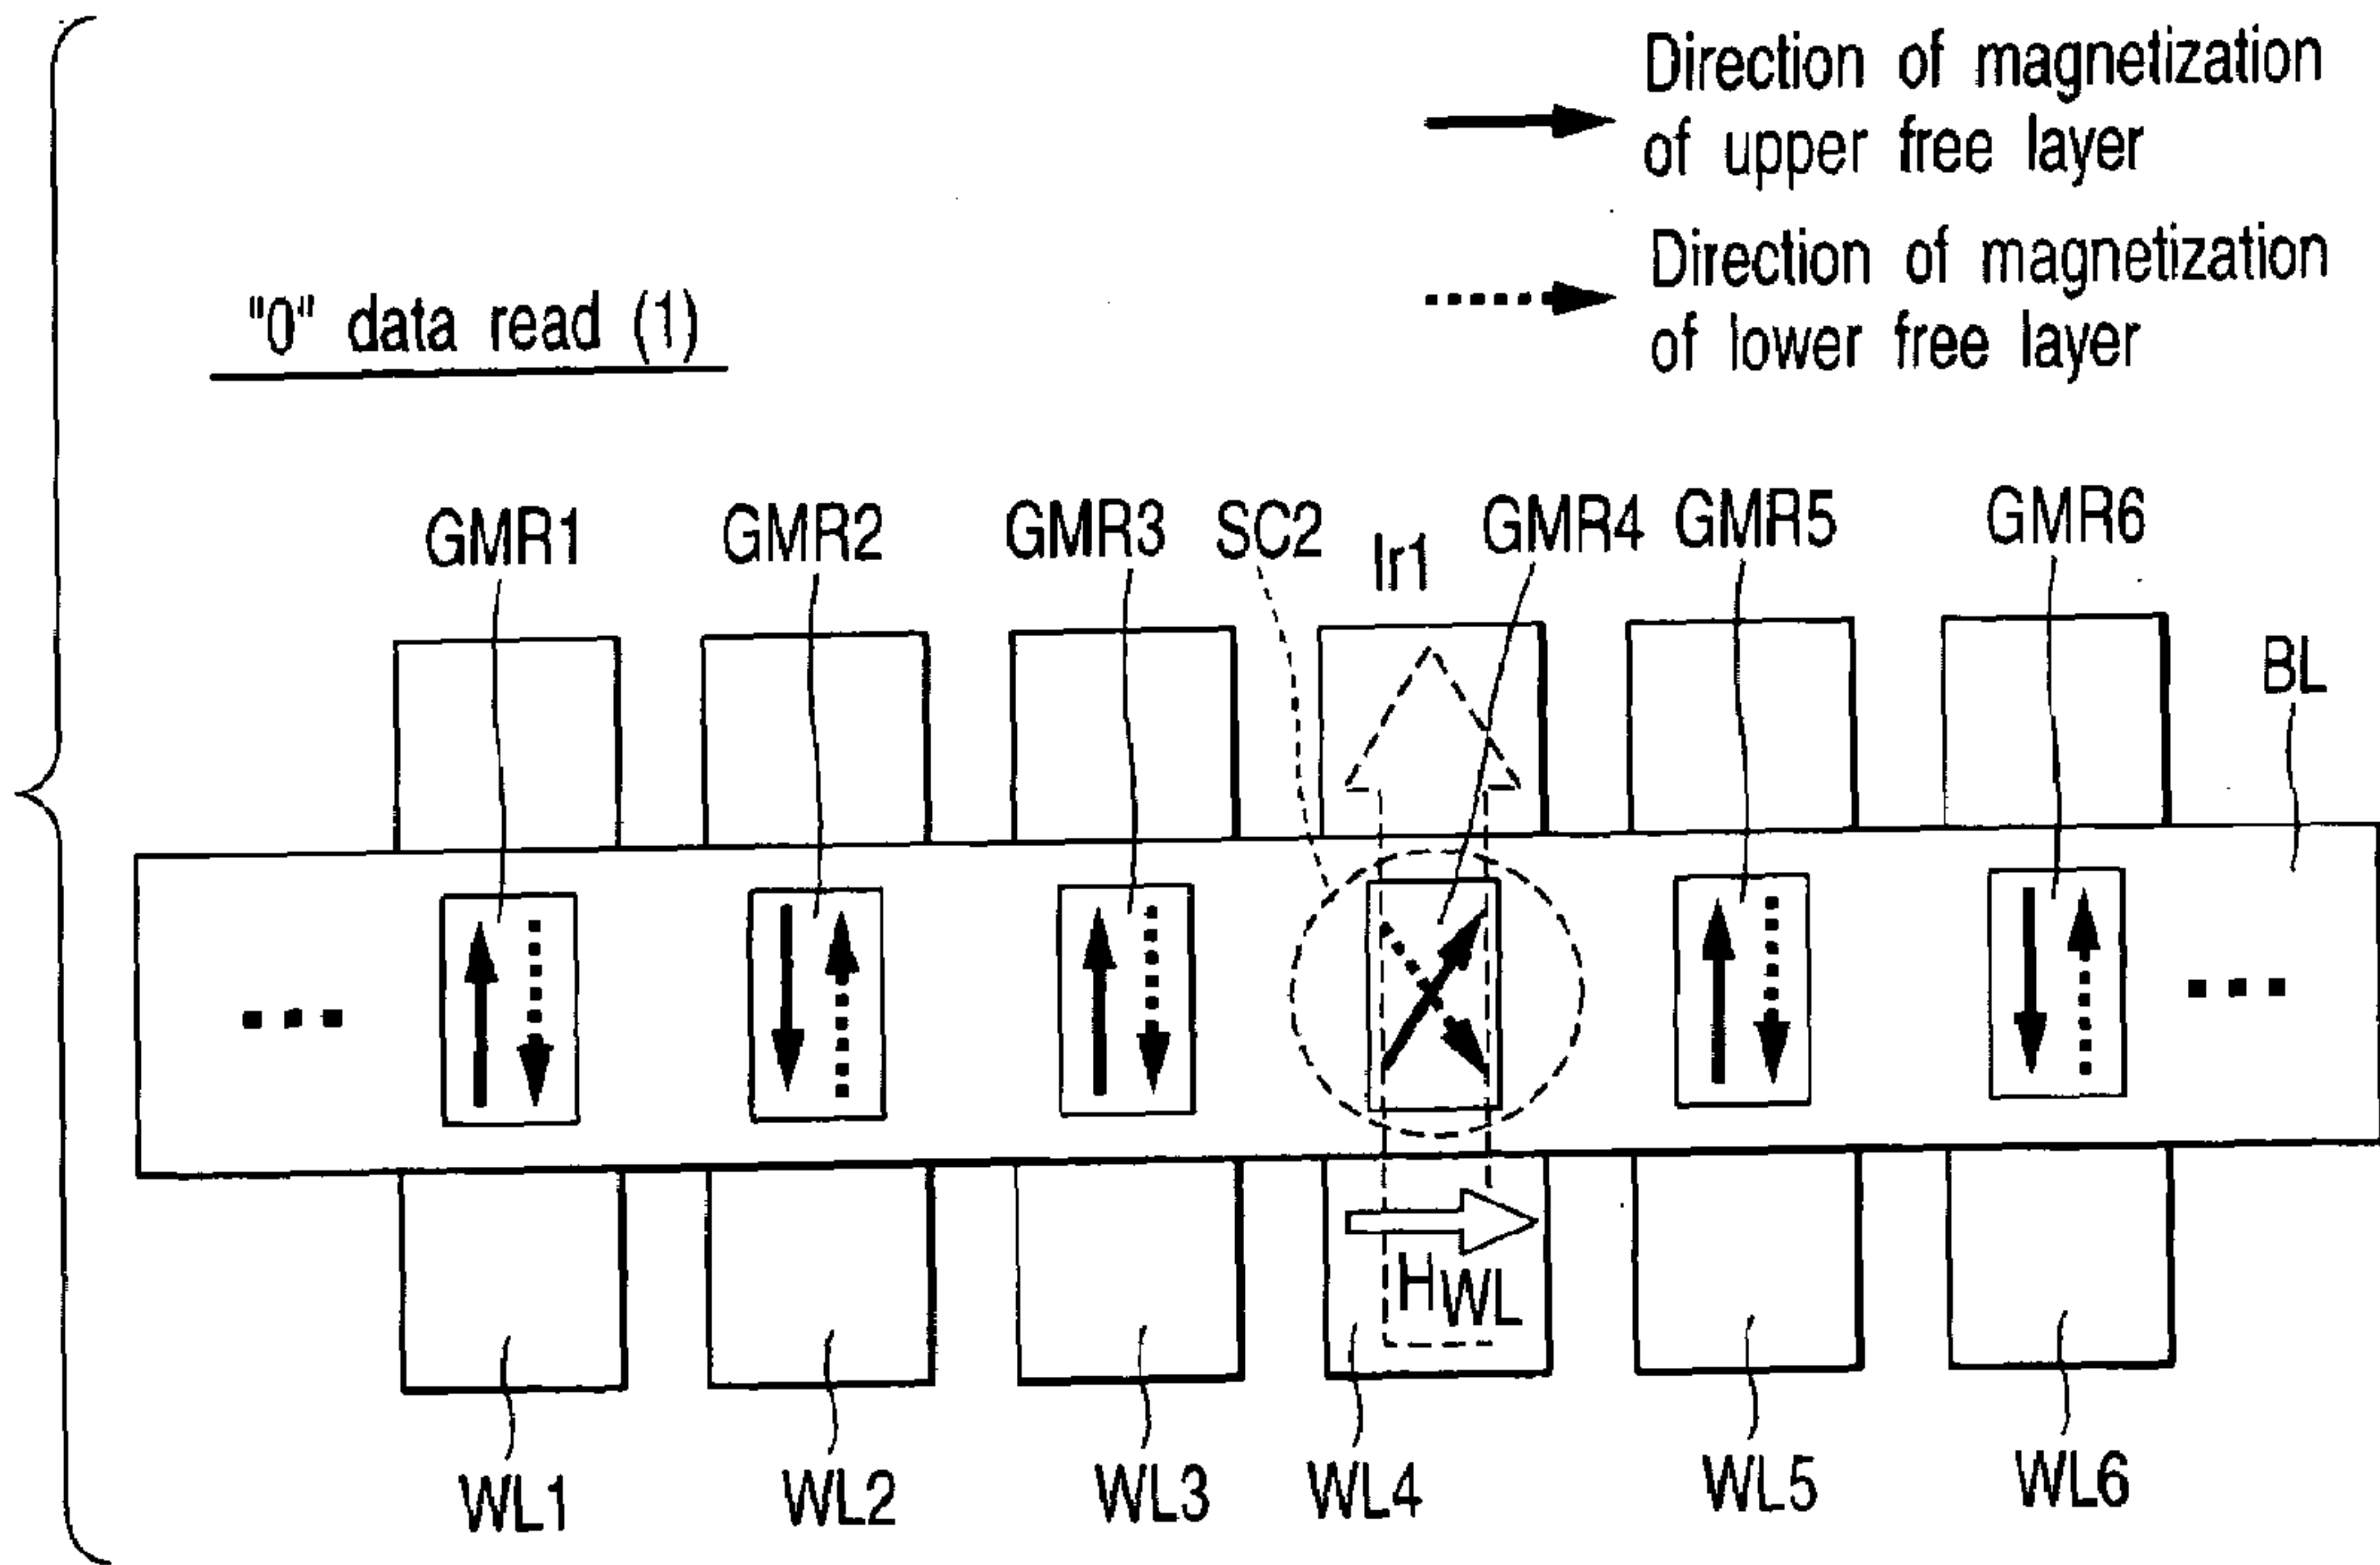 Direction of magnetization
of upper free layer
Direction of magnetization
of lower free layer
"0" data read (1)
GMR1 GMR2 GMR3 SC2 Ir1 GMR4 GMR5 GMR6
BL
HWL
WL1 WL2 WL3 WL4 WL5 WL6